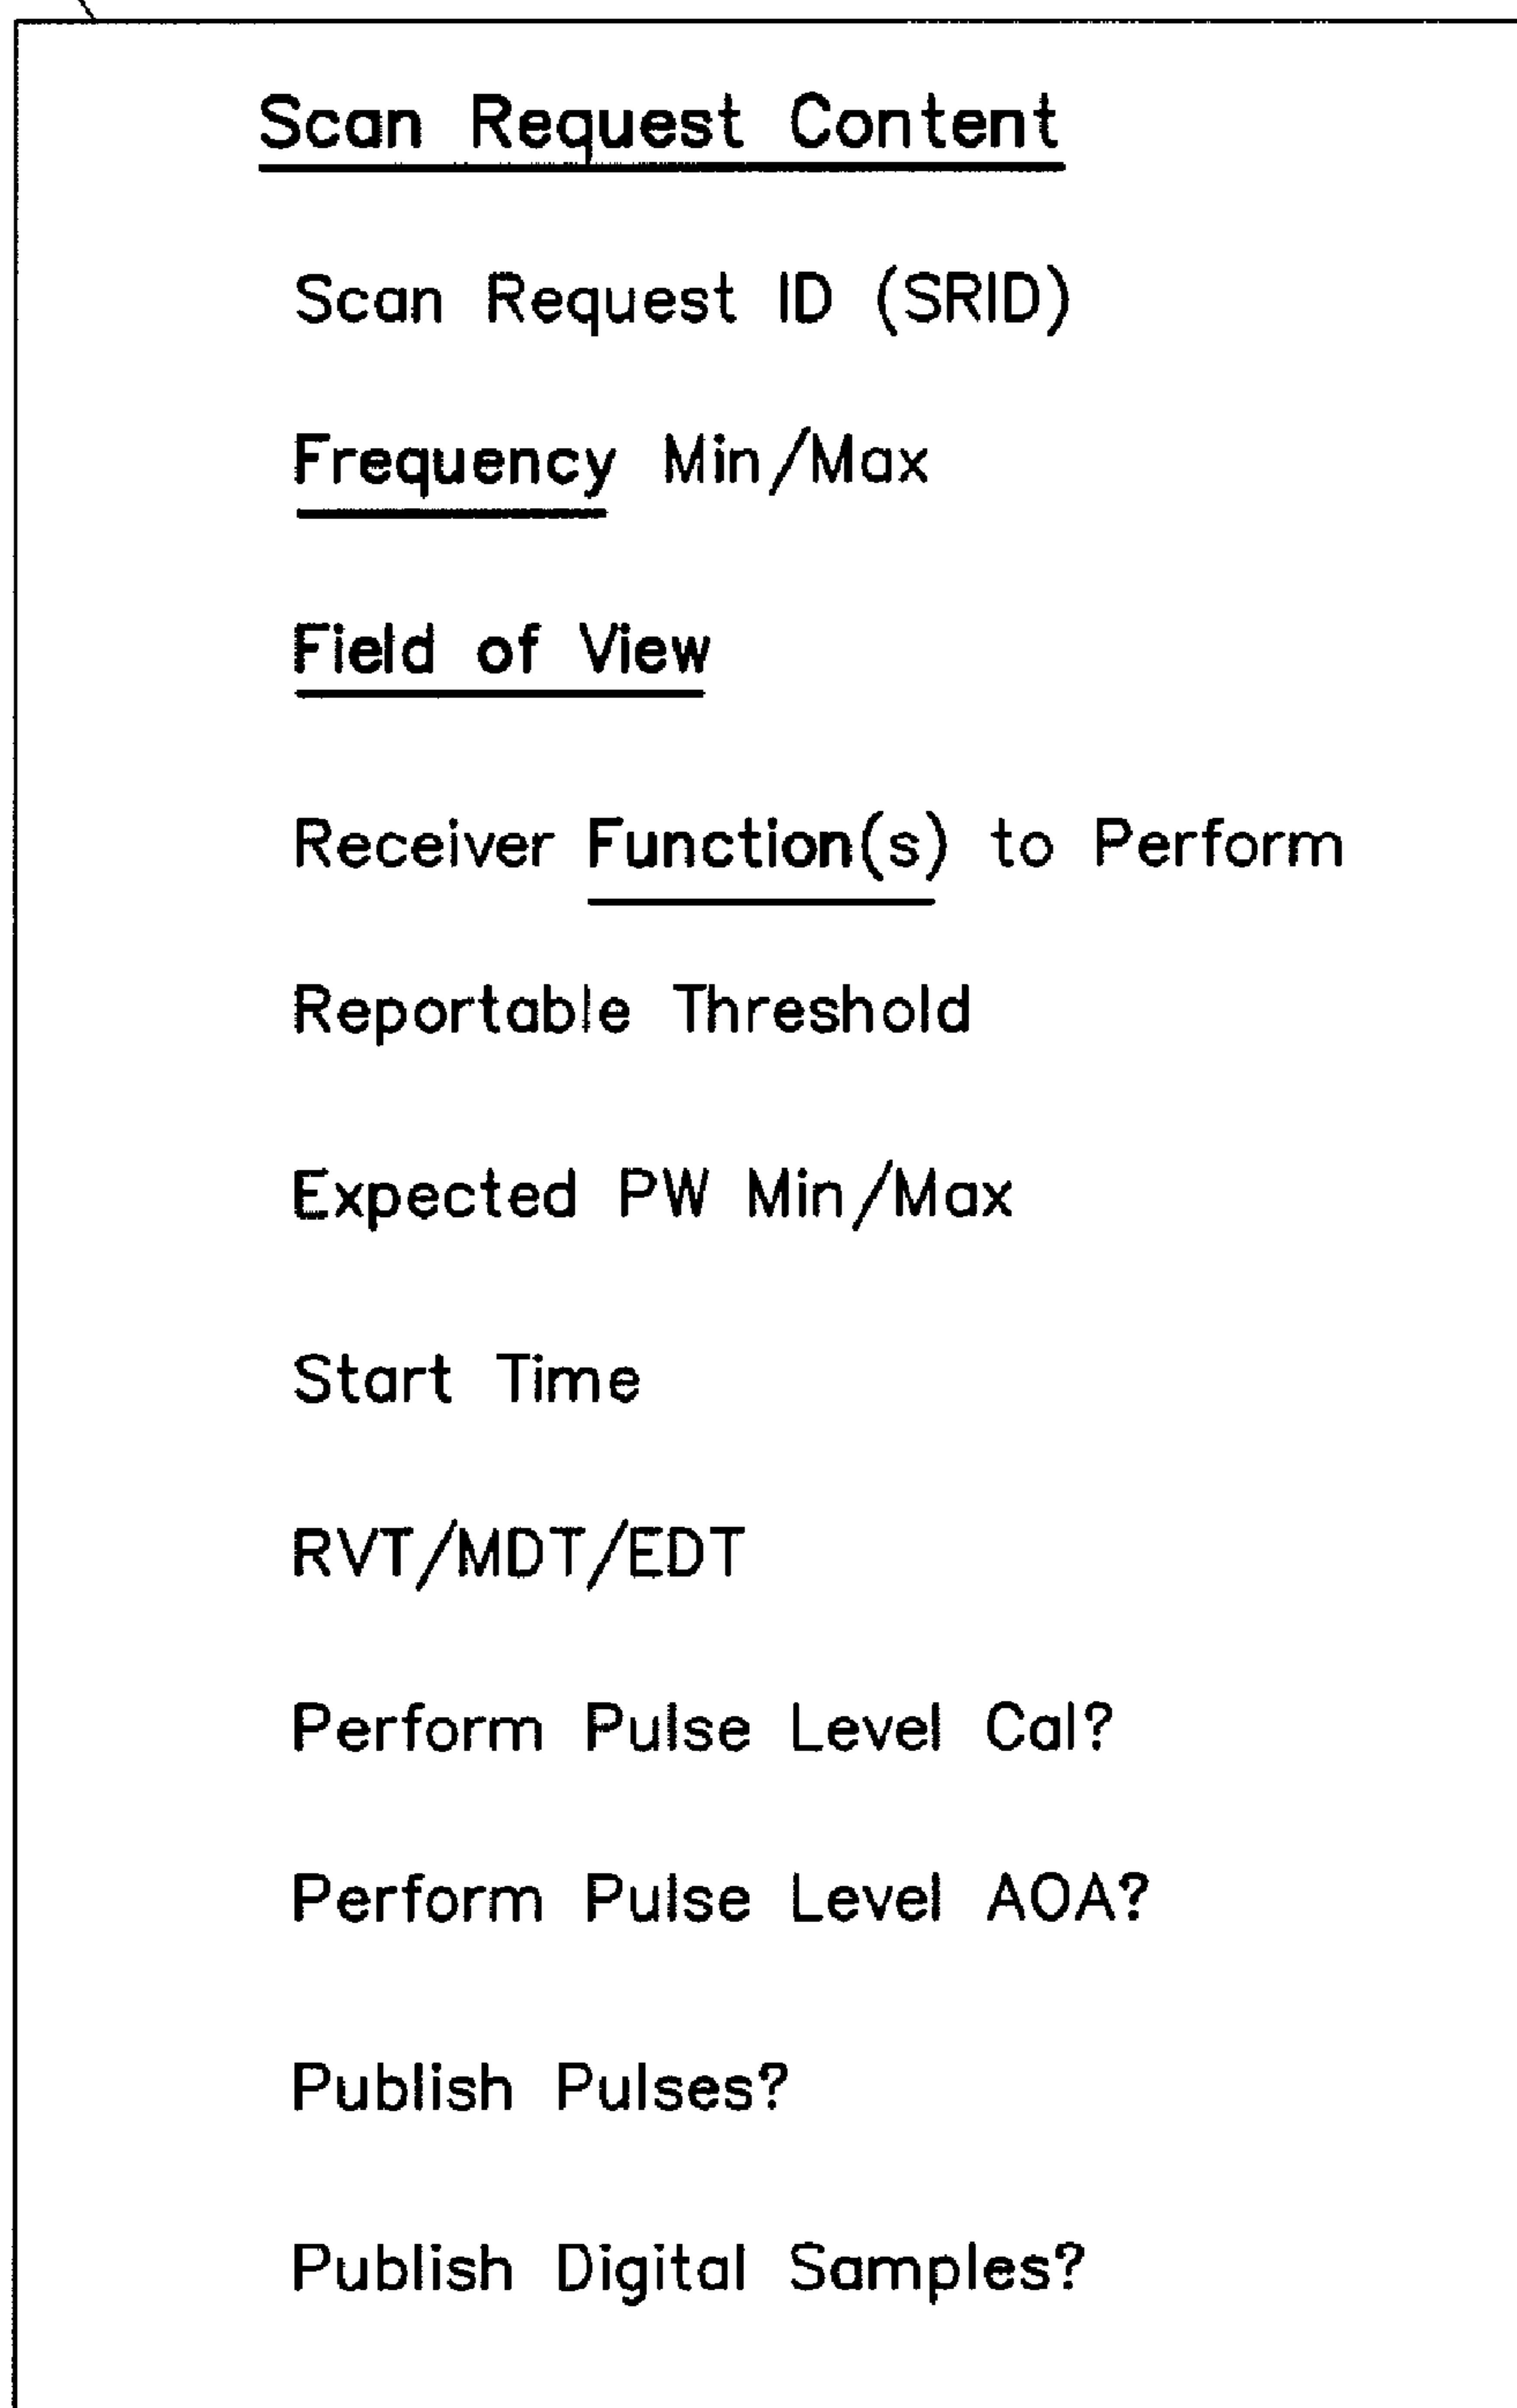 Scan Request Content
Scan Request ID (SRID)
Frequency Min/Max
Field of View
Receiver Function(s) to Perform
Reportable Threshold
Expected PW Min/Max
Start Time
RVT/MDT/EDT
Perform Pulse Level Cal?
Perform Pulse Level AOA?
Publish Pulses?
Publish Digital Samples?